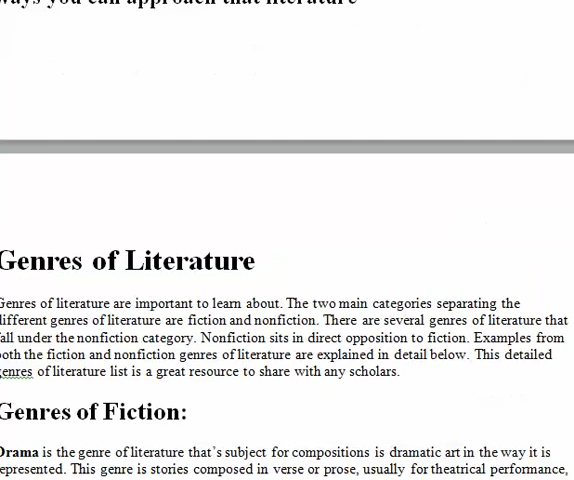 ways you can approach that literature
Genres of Literature
Genres of literature are important to learn about. The two main categories separating the
different genres of literature are fiction and nonfiction. There are several genres of literature that
fall under the nonfiction category. Nonfiction sits in direct opposition to fiction. Examples from
both the fiction and nonfiction genres of literature are explained in detail below. This detailed
genres of literature list is a great resource to share with any scholars.
Genres of Fiction:
Drama is the genre of literature that's subject for compositions is dramatic art in the way it is
represented. This genre is stories composed in verse or prose, usually for theatrical performance,